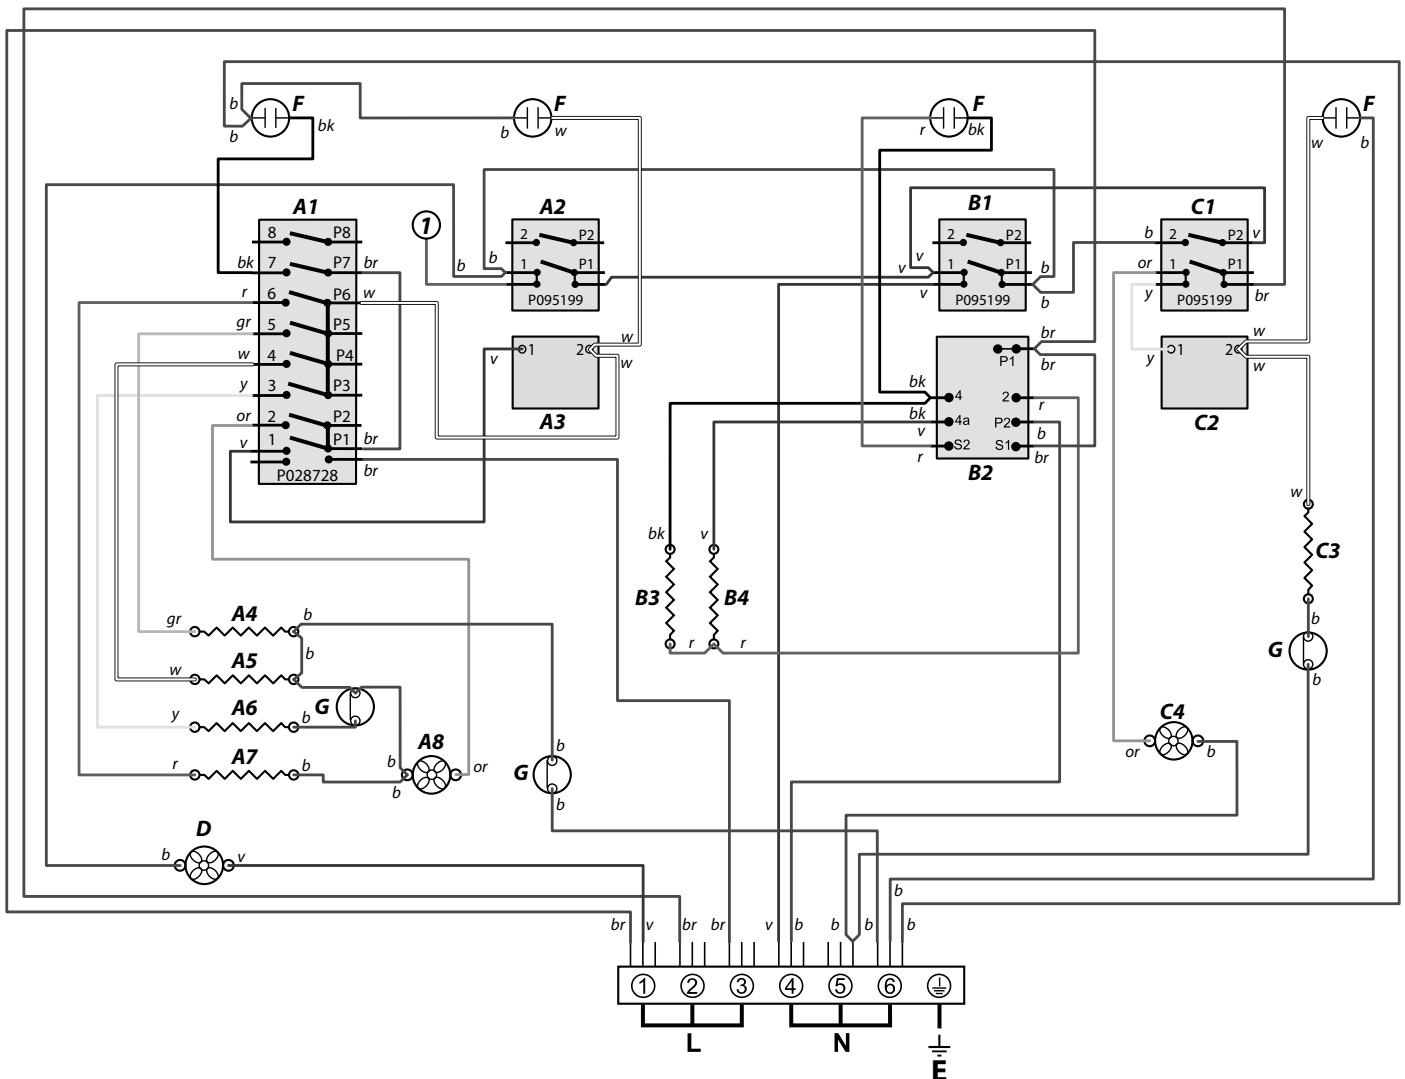 F F F F
b b bk b w r bk w b
A1 A2 B1 C1
1
8 P8 2 P2 2 P2 b 2 P2 v
bk 7 P7 br b b 1 P1 v v 1 P1 b or 1 P1
P095199 v P095199 b y P095199 br
r 6 P6 w
gr 5 P5
w 4 P4
y 3 P3
or 2 P2
v 1 P1 br
br
P028728
v 1 2 w
w
A3
br
P1
br
bk 4 2 r
bk 4a P2
v b
r S2 S1 br
B2
y 1 2 w
w
C2
w
C3
b
G
b
bk v
B3 B4
r r
gr A4 b
b
w A5
y A6 b G
r A7 b b A8 or
b
b
G
b
C4
or b
D
b v
br v br br v b b b b b
1 2 3 4 5 6
L N
E